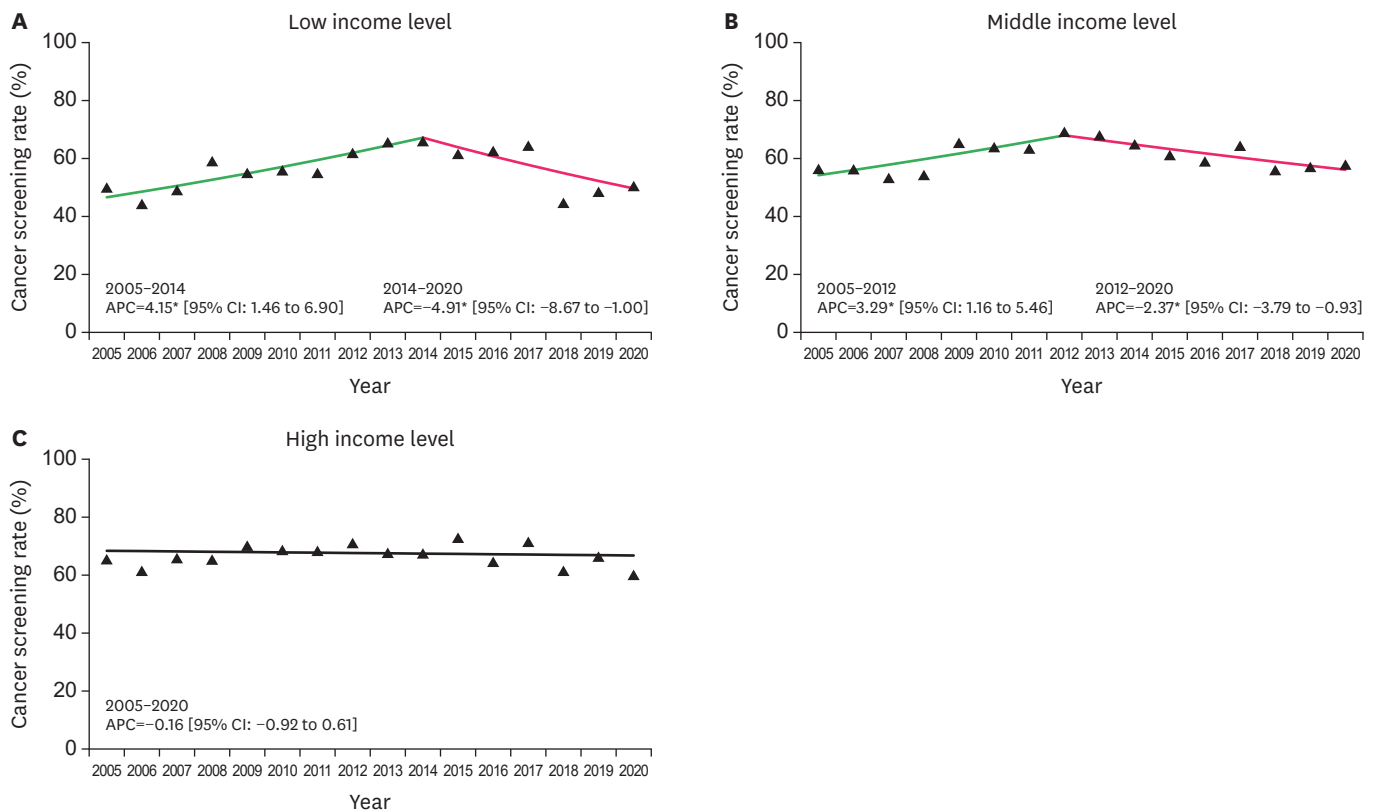 A
Low income level
Cancer screening rate (%)
100
80
60
40
20
0
2005–2014
APC=4.15* [95% CI: 1.46 to 6.90]
2014–2020
APC=−4.91* [95% CI: −8.67 to −1.00]
2005 2006 2007 2008 2009 2010 2011 2012 2013 2014 2015 2016 2017 2018 2019 2020
Year
B
Middle income level
Cancer screening rate (%)
100
80
60
40
20
0
2005–2012
APC=3.29* [95% CI: 1.16 to 5.46]
2012–2020
APC=−2.37* [95% CI: −3.79 to −0.93]
2005 2006 2007 2008 2009 2010 2011 2012 2013 2014 2015 2016 2017 2018 2019 2020
Year
C
High income level
Cancer screening rate (%)
100
80
60
40
20
0
2005–2020
APC=−0.16 [95% CI: −0.92 to 0.61]
2005 2006 2007 2008 2009 2010 2011 2012 2013 2014 2015 2016 2017 2018 2019 2020
Year